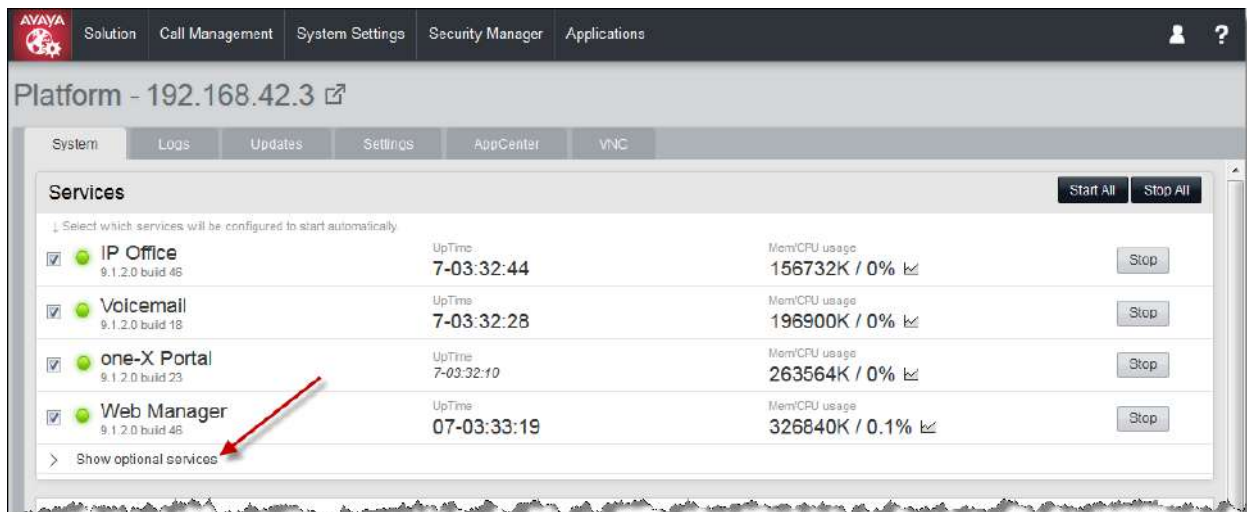 AVAYA
Solution Call Management System Settings Security Manager Applications ?
Platform - 192.168.42.3
System Logs Updates Settings AppCenter VNC
Services Start All Stop All
↓ Select which services will be configured to start automatically
IP Office UpTime Mem/CPU usage
9.1.2.0 build 46 7-03:32:44 156732K / 0% Stop
Voicemail UpTime Mem/CPU usage
9.1.2.0 build 18 7-03:32:28 196900K / 0% Stop
one-X Portal UpTime Mem/CPU usage
9.1.2.0 build 23 7-03:32:10 263564K / 0% Stop
Web Manager UpTime Mem/CPU usage
9.1.2.0 build 46 07-03:33:19 326840K / 0.1% Stop
> Show optional services